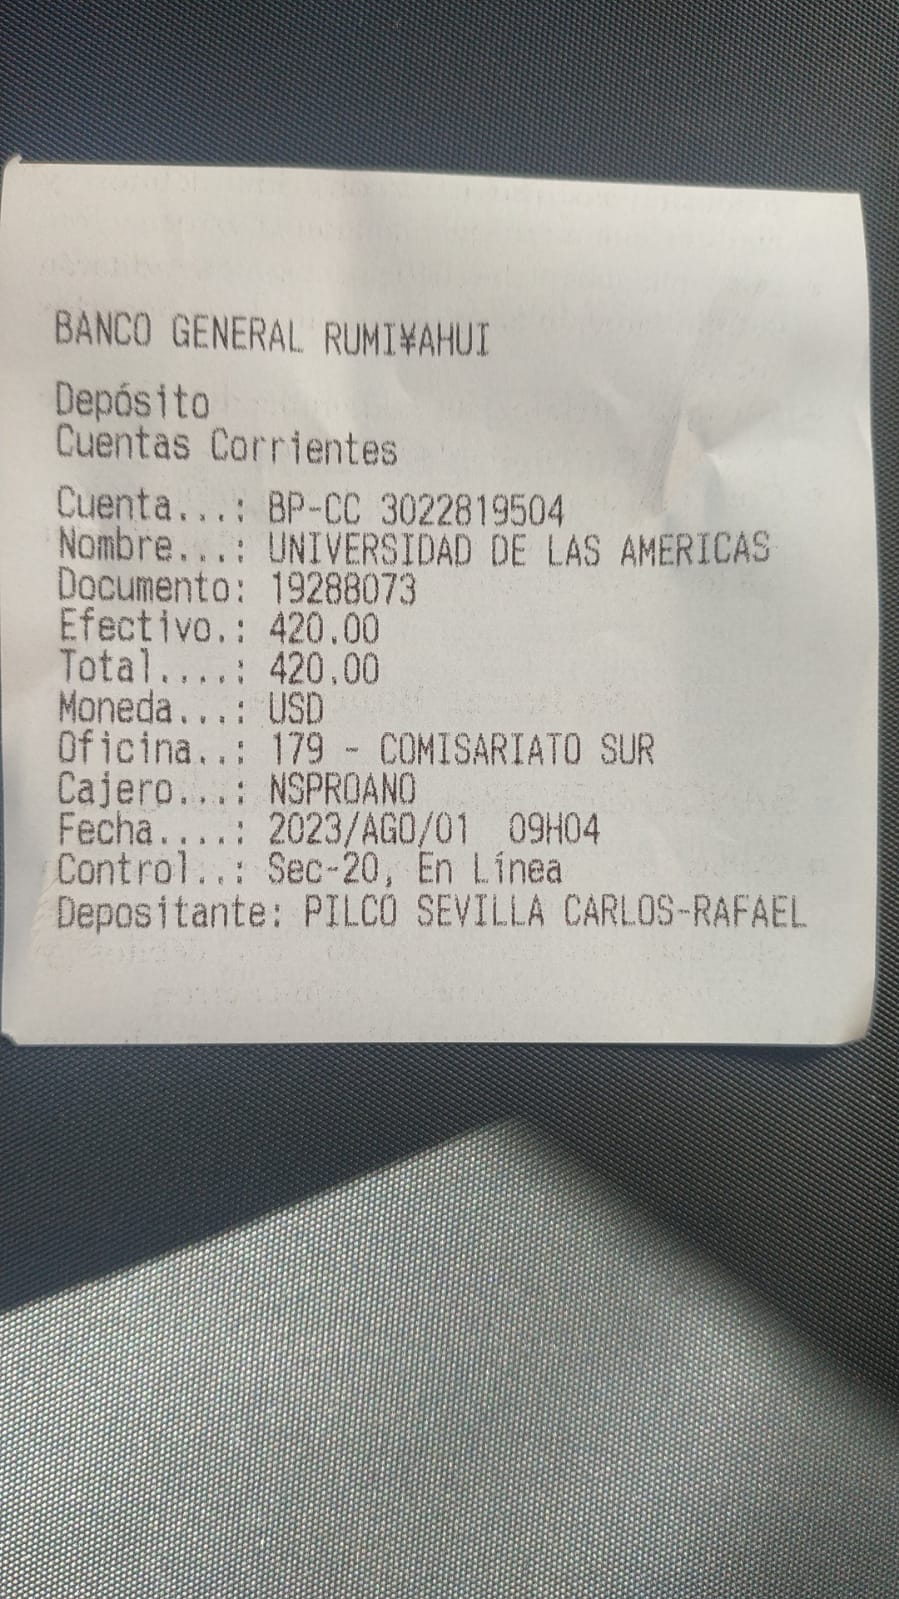 BANCO GENERAL RUMI¥AHUI
Depósito
Cuentas Corrientes
Cuenta...: BP-CC 3022819504
Nombre...: UNIVERSIDAD DE LAS AMERICAS
Documento: 19288073
Efectivo.: 420.00
Total....: 420.00
Moneda...: USD
Oficina..: 179 - COMISARIATO SUR
Cajero...: NSPROANO
Fecha....: 2023/AGO/01 09H04
Control..: Sec-20, En Línea
Depositante: PILCO SEVILLA CARLOS-RAFAEL